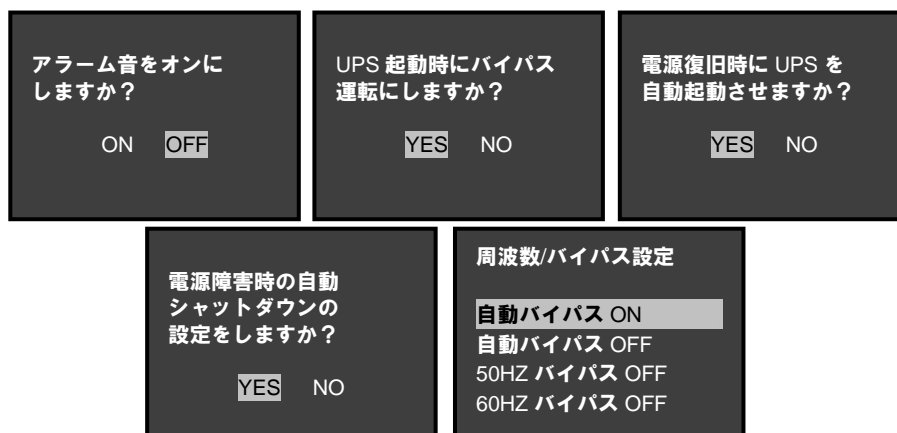 アラーム音をオンに
しますか？
ON OFF
UPS 起動時にバイパス
運転にしますか？
YES NO
電源復旧時に UPS を
自動起動させますか？
YES NO
電源障害時の自動
シャットダウンの
設定をしますか？
YES NO
周波数/バイパス設定
自動バイパス ON
自動バイパス OFF
50HZ バイパス OFF
60HZ バイパス OFF